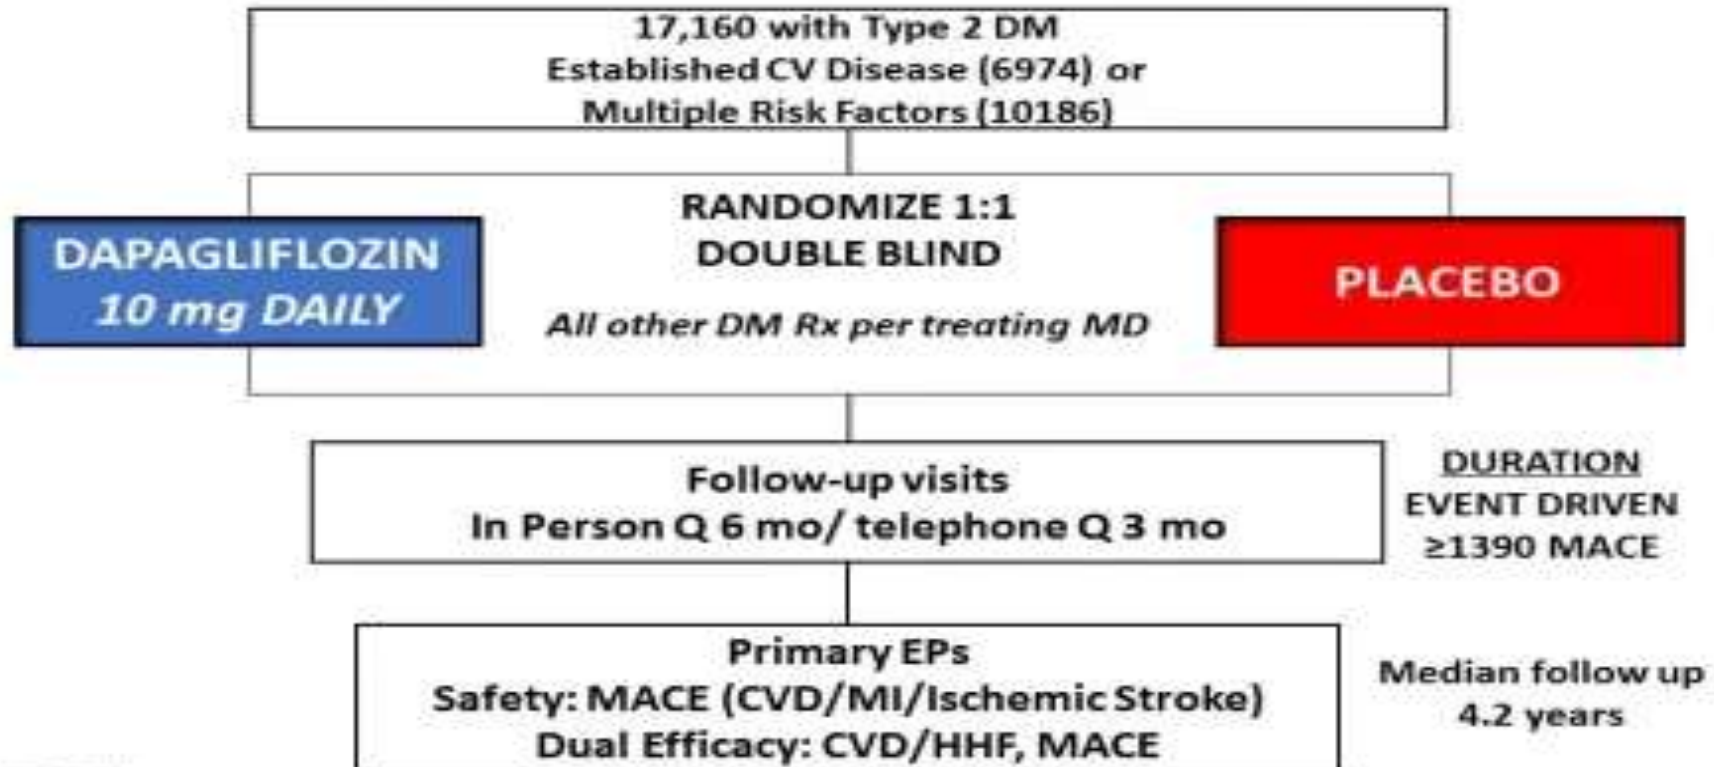 17,160 with Type 2 DM
Established CV Disease (6974) or
Multiple Risk Factors (10186)
RANDOMIZE 1:1
DOUBLE BLIND
All other DM Rx per treating MD
DAPAGLIFLOZIN
10 mg DAILY
PLACEBO
Follow-up visits
In Person Q 6 mo/ telephone Q 3 mo
DURATION
EVENT DRIVEN
≥1390 MACE
Primary EPs
Safety: MACE (CVD/MI/Ischemic Stroke)
Dual Efficacy: CVD/HHF, MACE
Median follow up
4.2 years